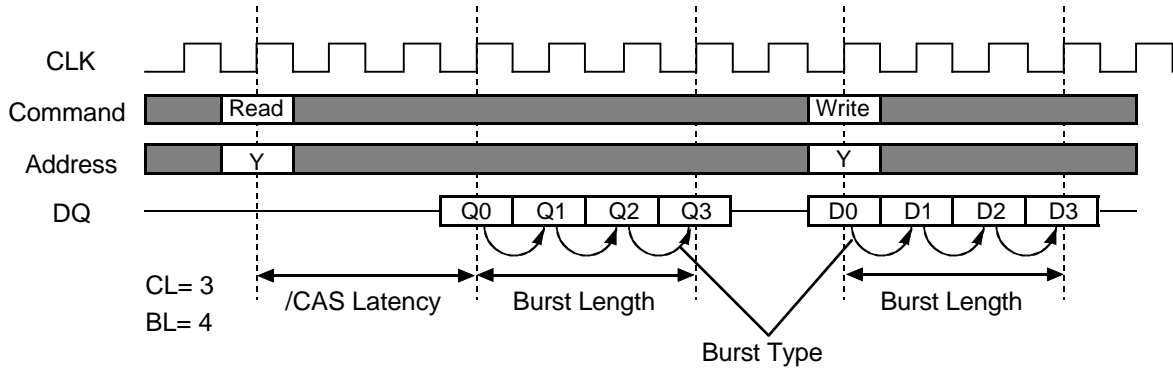 CLK
Command Read Write
Address Y Y
DQ Q0 Q1 Q2 Q3 D0 D1 D2 D3
CL= 3 /CAS Latency Burst Length Burst Length
BL= 4
Burst Type